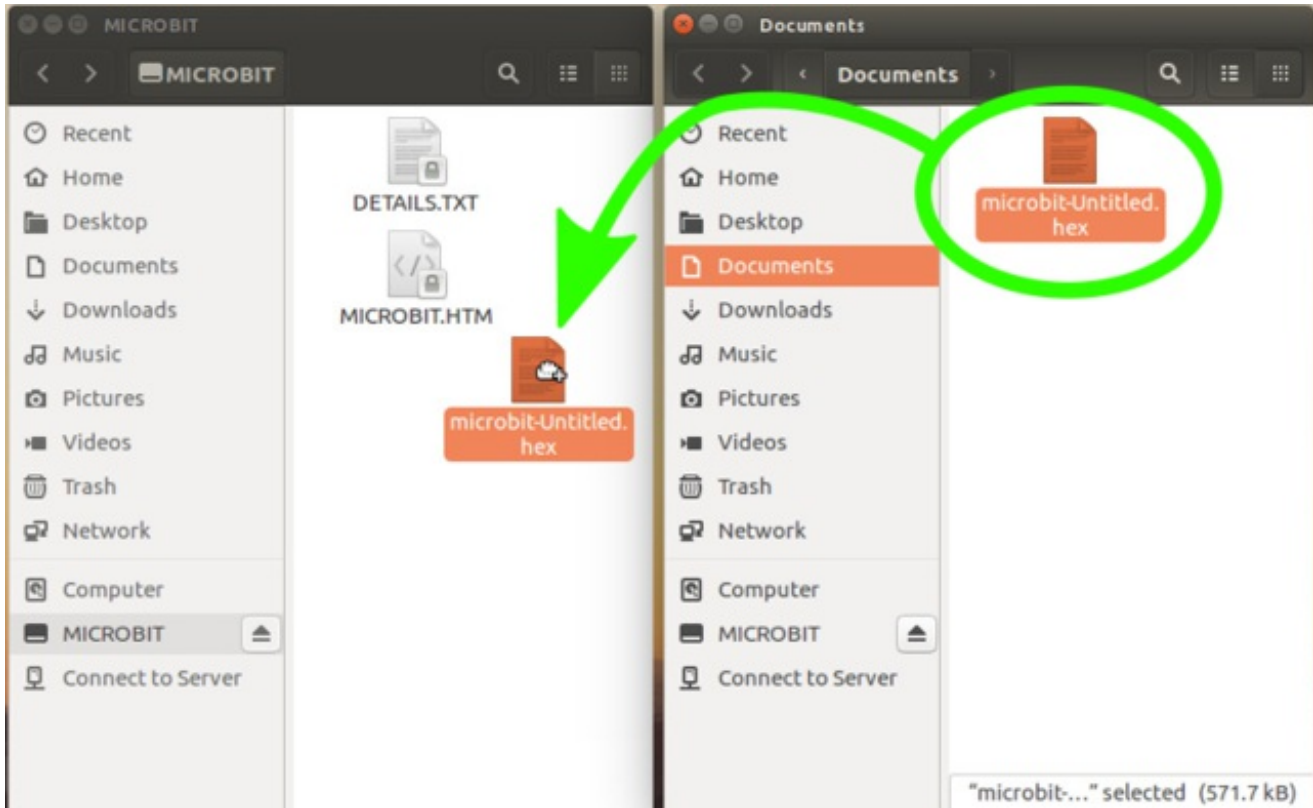 MICROBIT
MICROBIT
Recent
Home
Desktop
Documents
Downloads
Music
Pictures
Videos
Trash
Network
Computer
MICROBIT
Connect to Server
DETAILS.TXT
MICROBIT.HTM
microbit-Untitled.
hex
Documents
Documents
Recent
Home
Desktop
Documents
Downloads
Music
Pictures
Videos
Trash
Network
Computer
MICROBIT
Connect to Server
microbit-Untitled.
hex
"microbit-..." selected (571.7 kB)